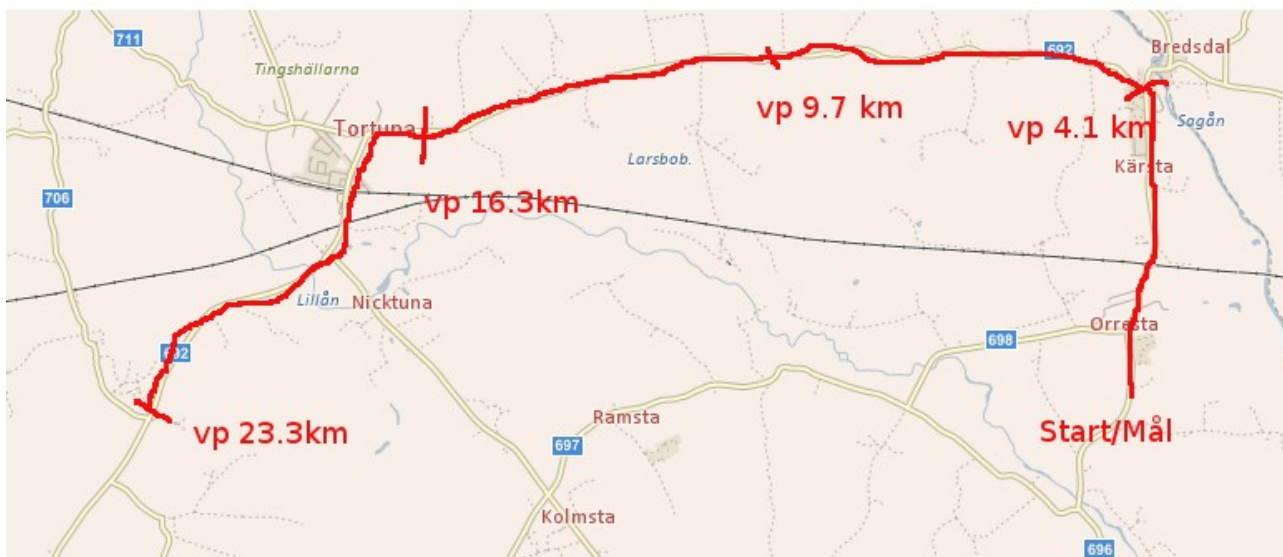 711
692
Bredsdal
Tingshällarna
vp 9.7 km
Tortuna
vp 4.1 km
Sagån
Larsbob.
Kärsta
706
vp 16.3km
Lillån
Nicktuna
Orresta
698
692
Start/Mål
Ramsta
vp 23.3km
697
Kolmsta
696